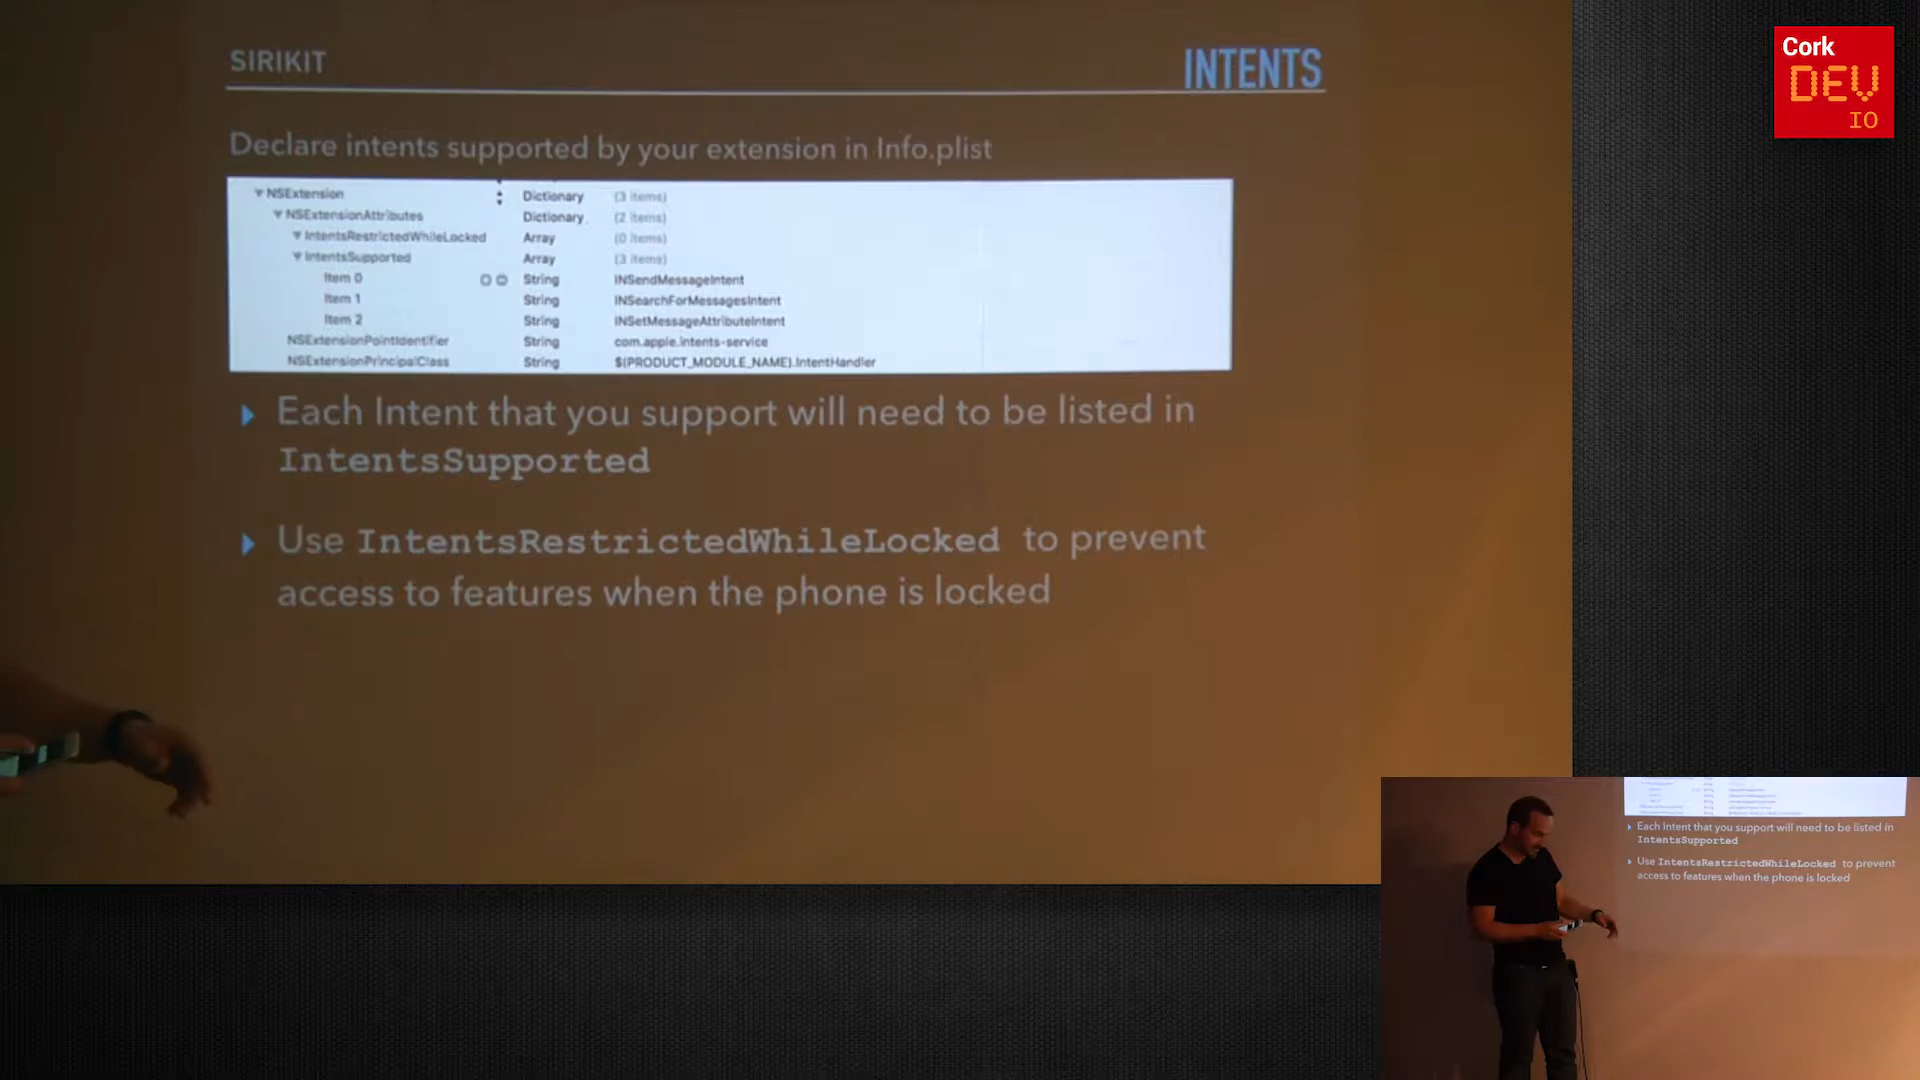 SIRIKIT
INTENTS
Cork
DEV
IO
Declare intents supported by your extension in Info.plist
NSExtension Dictionary (3 items)
NSExtensionAttributes Dictionary (2 items)
IntentsRestrictedWhileLocked Array (0 items)
IntentsSupported Array (3 items)
Item 0 String INSendMessageIntent
Item 1 String INSearchForMessagesIntent
Item 2 String INSetMessageAttributeIntent
NSExtensionPointIdentifier String com.apple.intents-service
NSExtensionPrincipalClass String $(PRODUCT_MODULE_NAME).IntentHandler
Each Intent that you support will need to be listed in
IntentsSupported
Use IntentsRestrictedWhileLocked to prevent
access to features when the phone is locked
Each Intent that you support will need to be listed in
IntentsSupported
Use IntentsRestrictedWhileLocked to prevent
access to features when the phone is locked